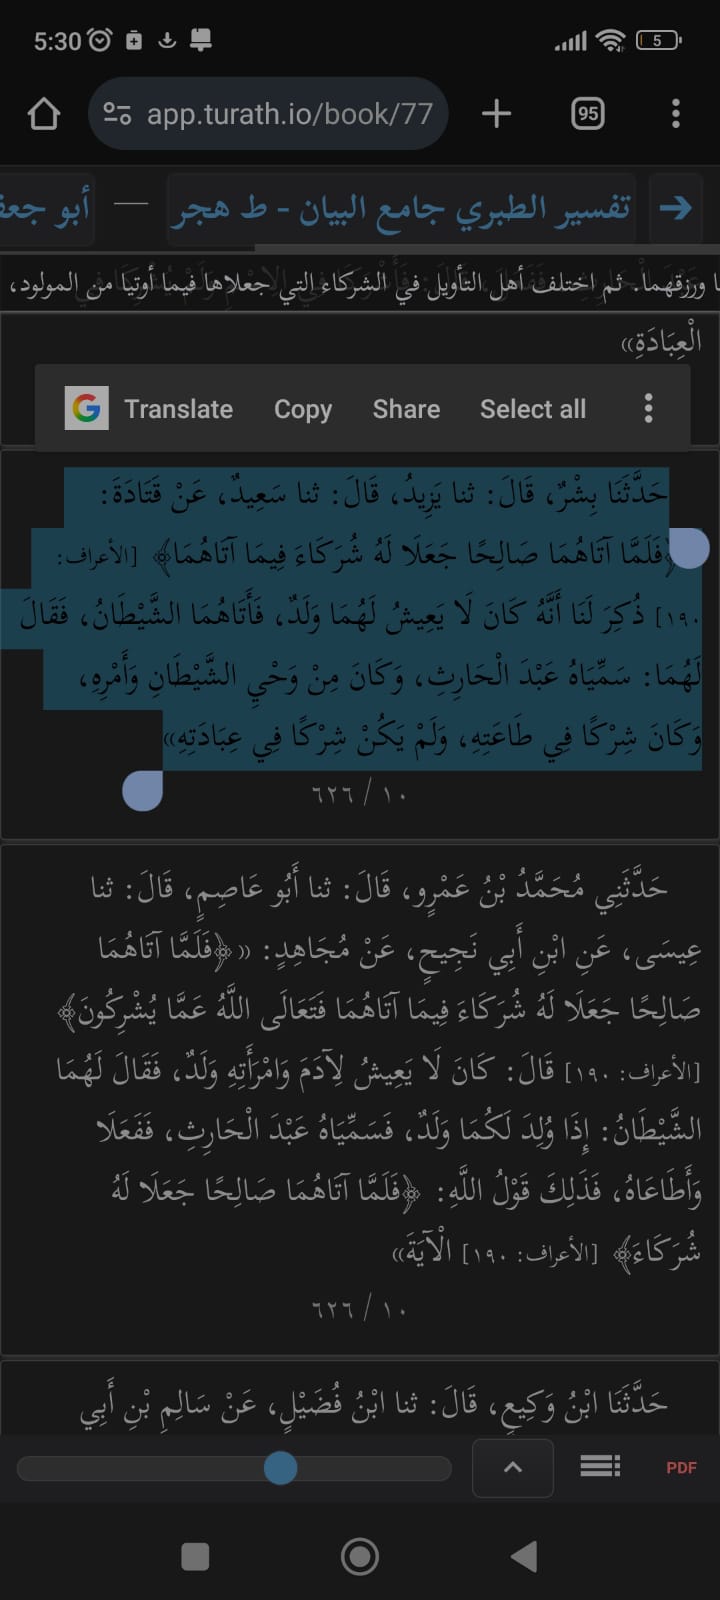 5:30
5
app.turath.io/book/77
95
تفسير الطبري جامع البيان - ط هجر — أبو جعف
ا ورزقهما. ثم اختلف أهل التأويل في الشركاء التي جعلاها فيما أوتيا من المولود،
الْعِبَادَةِ»
Translate Copy Share Select all
حَدَّثَنَا بِشْرٌ، قَالَ: ثنا يَزِيدُ، قَالَ: ثنا سَعِيدٌ، عَنْ قَتَادَةَ:
﴿فَلَمَّا آتَاهُمَا صَالِحًا جَعَلَا لَهُ شُرَكَاءَ فِيمَا آتَاهُمَا﴾ [الأعراف:
١٩٠] ذُكِرَ لَنَا أَنَّهُ كَانَ لَا يَعِيشُ لَهُمَا وَلَدٌ، فَأَتَاهُمَا الشَّيْطَانُ، فَقَالَ
لَهُمَا: سَمِّيَاهُ عَبْدَ الْحَارِثِ، وَكَانَ مِنْ وَحْيِ الشَّيْطَانِ وَأَمْرِهِ،
وَكَانَ شِرْكًا فِي طَاعَتِهِ، وَلَمْ يَكُنْ شِرْكًا فِي عِبَادَتِهِ»
١٠ / ٦٢٦
حَدَّثَنِي مُحَمَّدُ بْنُ عَمْرٍو، قَالَ: ثنا أَبُو عَاصِمٍ، قَالَ: ثنا
عِيسَى، عَنِ ابْنِ أَبِي نَجِيحٍ، عَنْ مُجَاهِدٍ: «﴿فَلَمَّا آتَاهُمَا
صَالِحًا جَعَلَا لَهُ شُرَكَاءَ فِيمَا آتَاهُمَا فَتَعَالَى اللَّهُ عَمَّا يُشْرِكُونَ﴾
[الأعراف: ١٩٠] قَالَ: كَانَ لَا يَعِيشُ لِآدَمَ وَامْرَأَتِهِ وَلَدٌ، فَقَالَ لَهُمَا
الشَّيْطَانُ: إِذَا وُلِدَ لَكُمَا وَلَدٌ، فَسَمِّيَاهُ عَبْدَ الْحَارِثِ، فَفَعَلَا
وَأَطَاعَاهُ، فَذَلِكَ قَوْلُ اللَّهِ: ﴿فَلَمَّا آتَاهُمَا صَالِحًا جَعَلَا لَهُ
شُرَكَاءَ﴾ [الأعراف: ١٩٠] الْآيَةَ»
١٠ / ٦٢٦
حَدَّثَنَا ابْنُ وَكِيعٍ، قَالَ: ثنا ابْنُ فُضَيْلٍ، عَنْ سَالِمِ بْنِ أَبِي
PDF